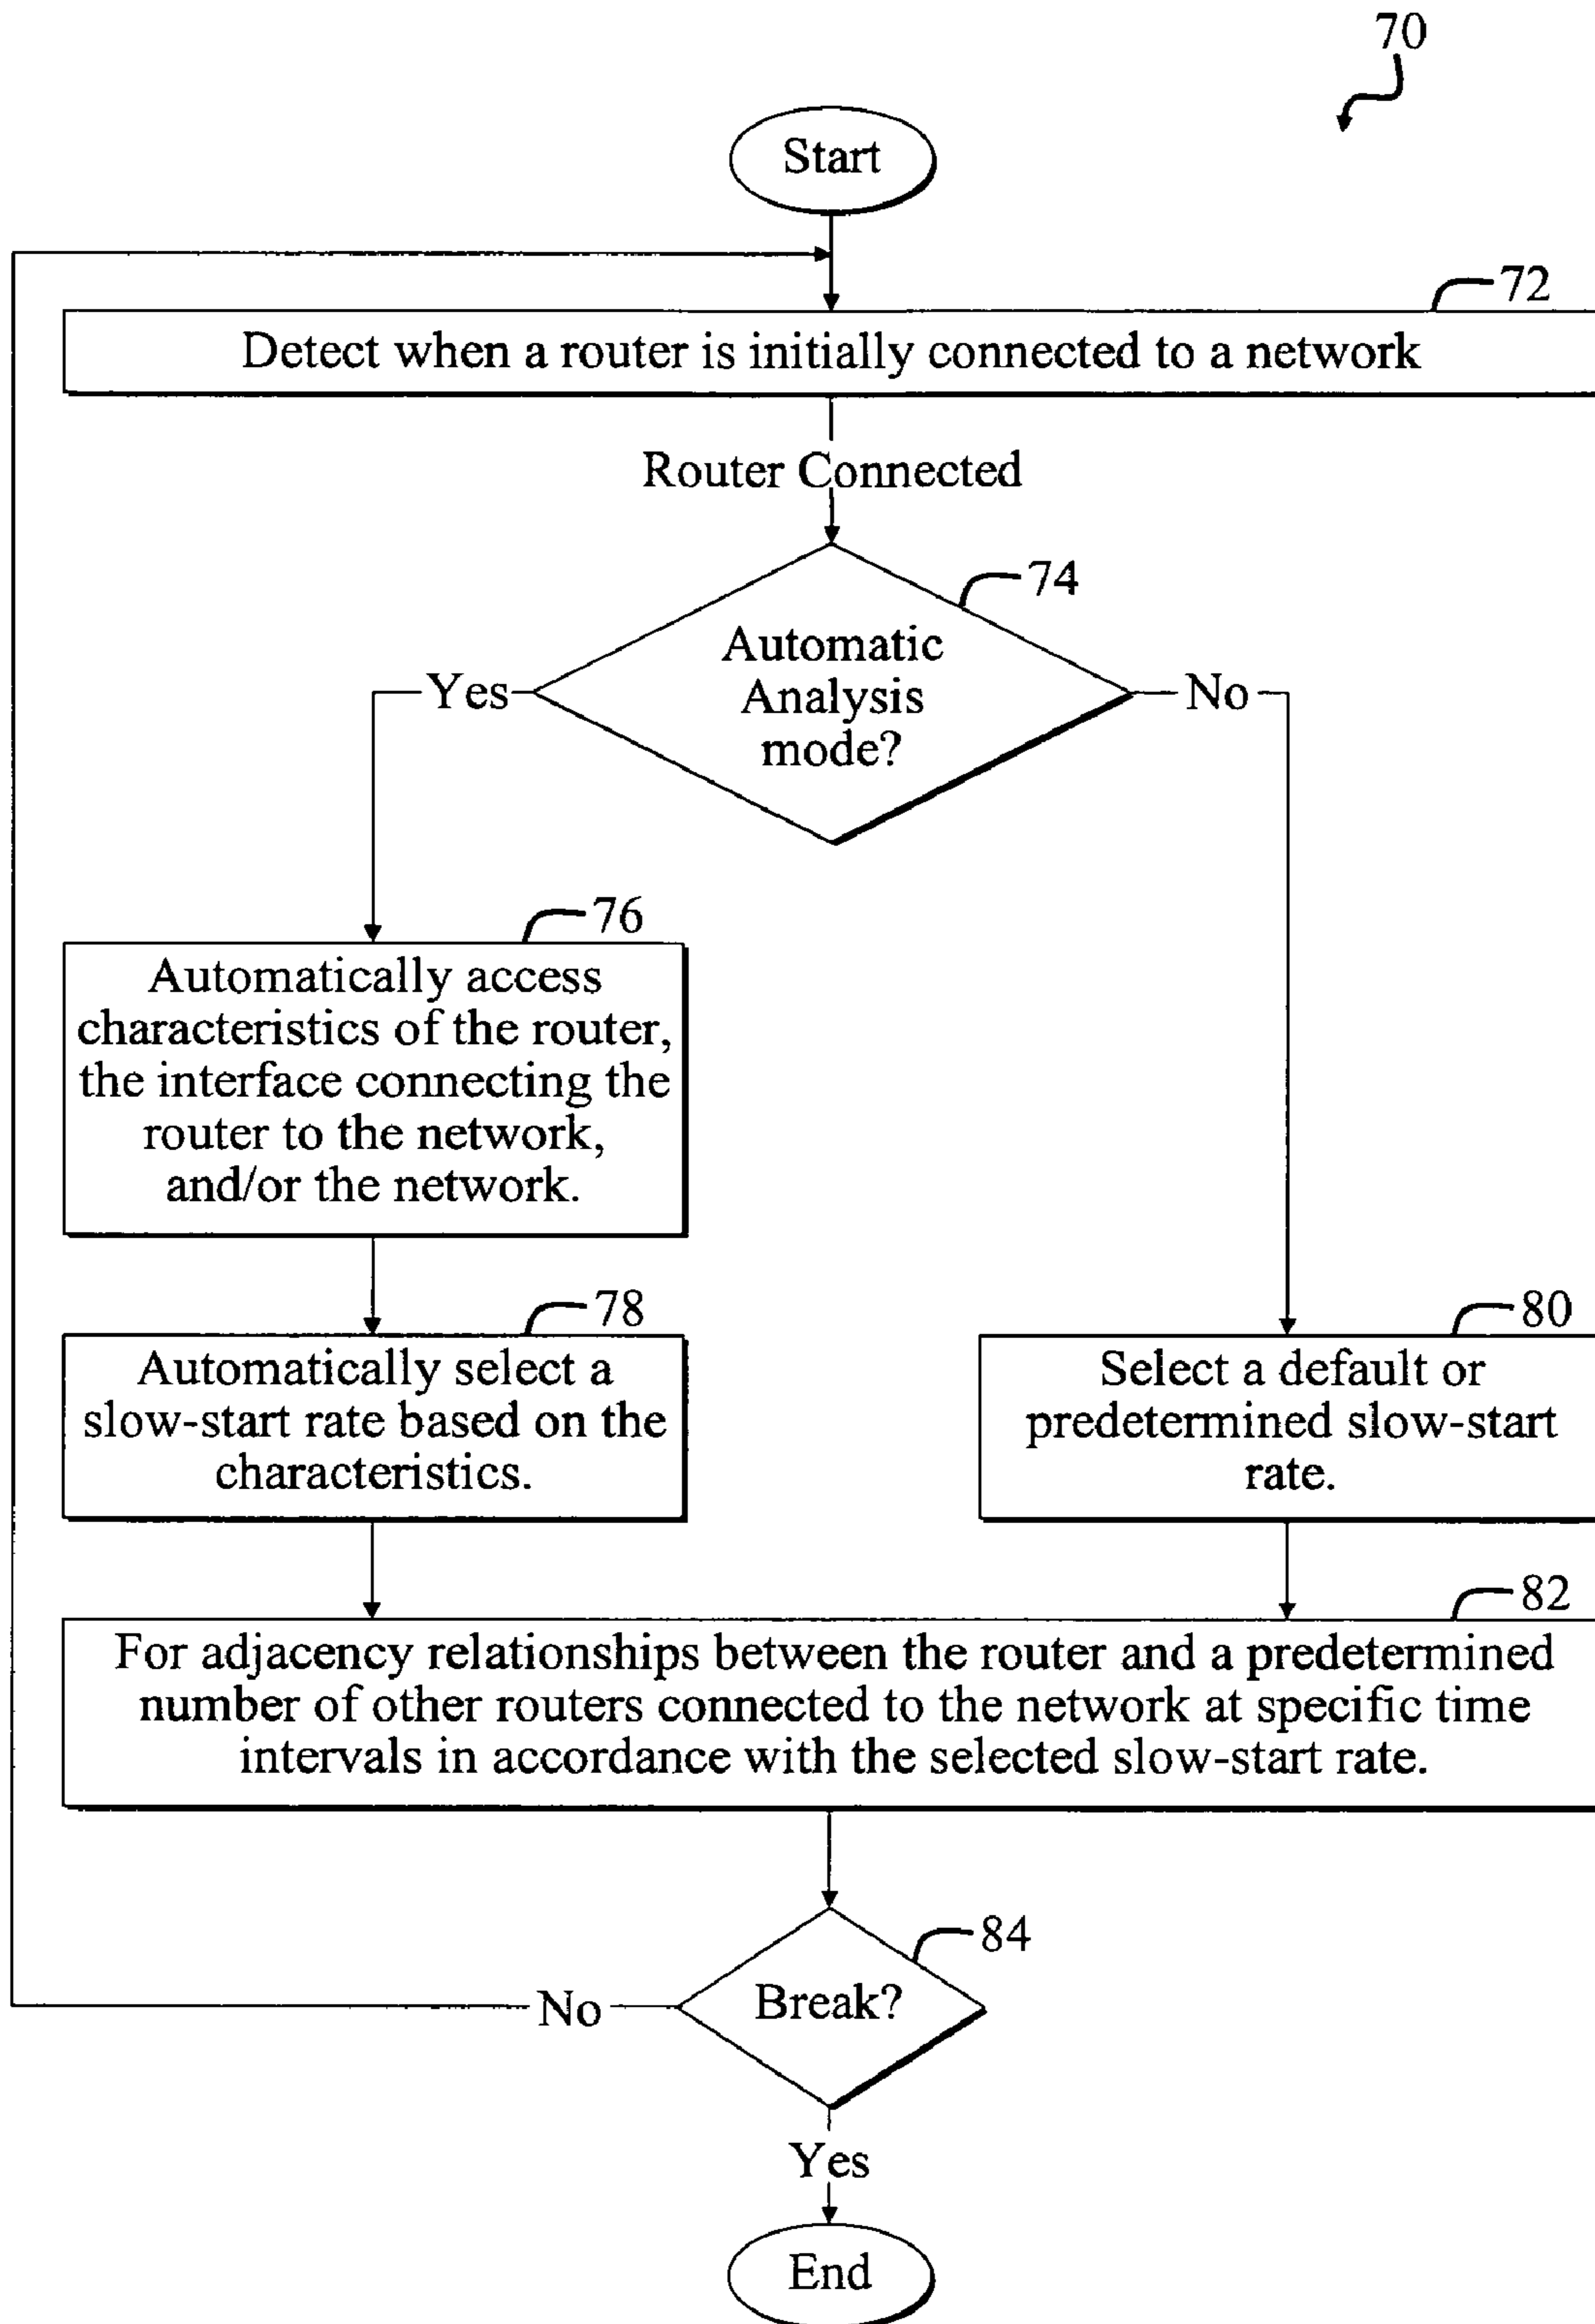 70
Start
72
Detect when a router is initially connected to a network
Router Connected
74
Automatic
Analysis
mode?
Yes
No
76
Automatically access
characteristics of the router,
the interface connecting the
router to the network,
and/or the network.
78
Automatically select a
slow-start rate based on the
characteristics.
80
Select a default or
predetermined slow-start
rate.
82
For adjacency relationships between the router and a predetermined
number of other routers connected to the network at specific time
intervals in accordance with the selected slow-start rate.
84
Break?
No
Yes
End